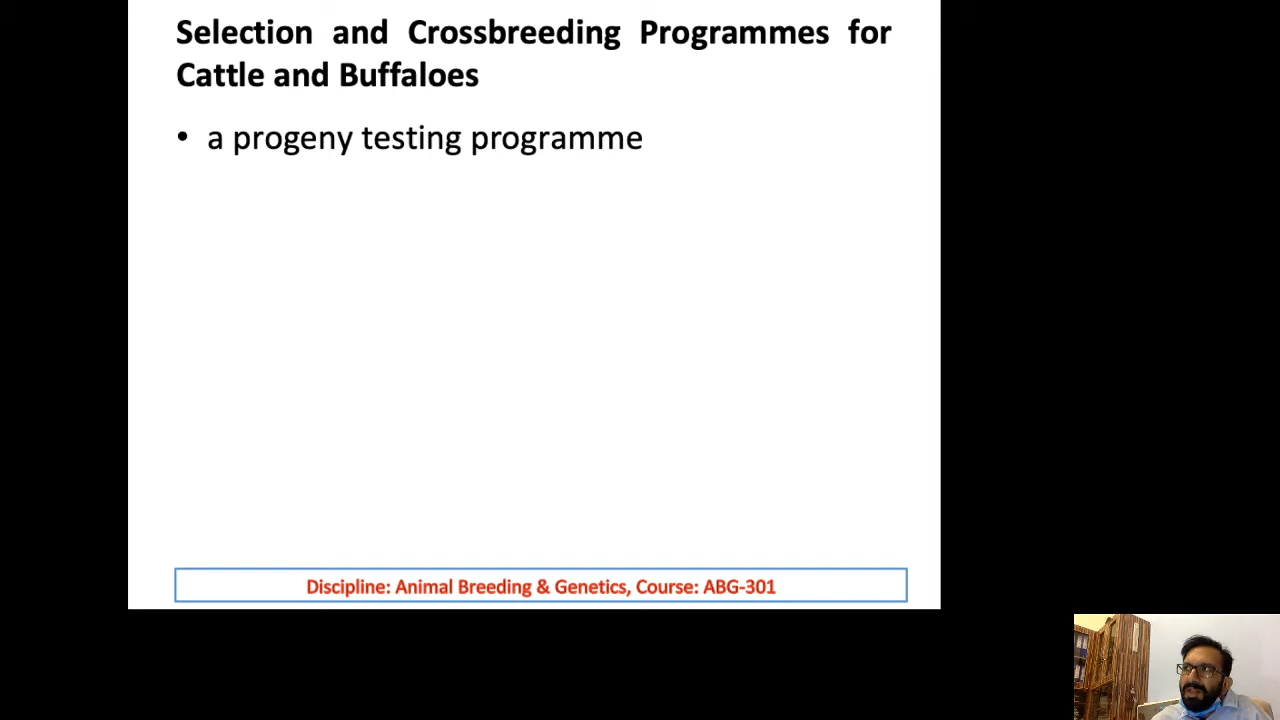 Selection and Crossbreeding Programmes for
Cattle and Buffaloes
• a progeny testing programme
Discipline: Animal Breeding & Genetics, Course: ABG-301